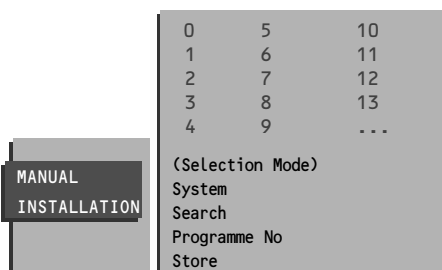 0 5 10
1 6 11
2 7 12
3 8 13
4 9 ...
MANUAL
INSTALLATION
(Selection Mode)
System
Search
Programme No
Store